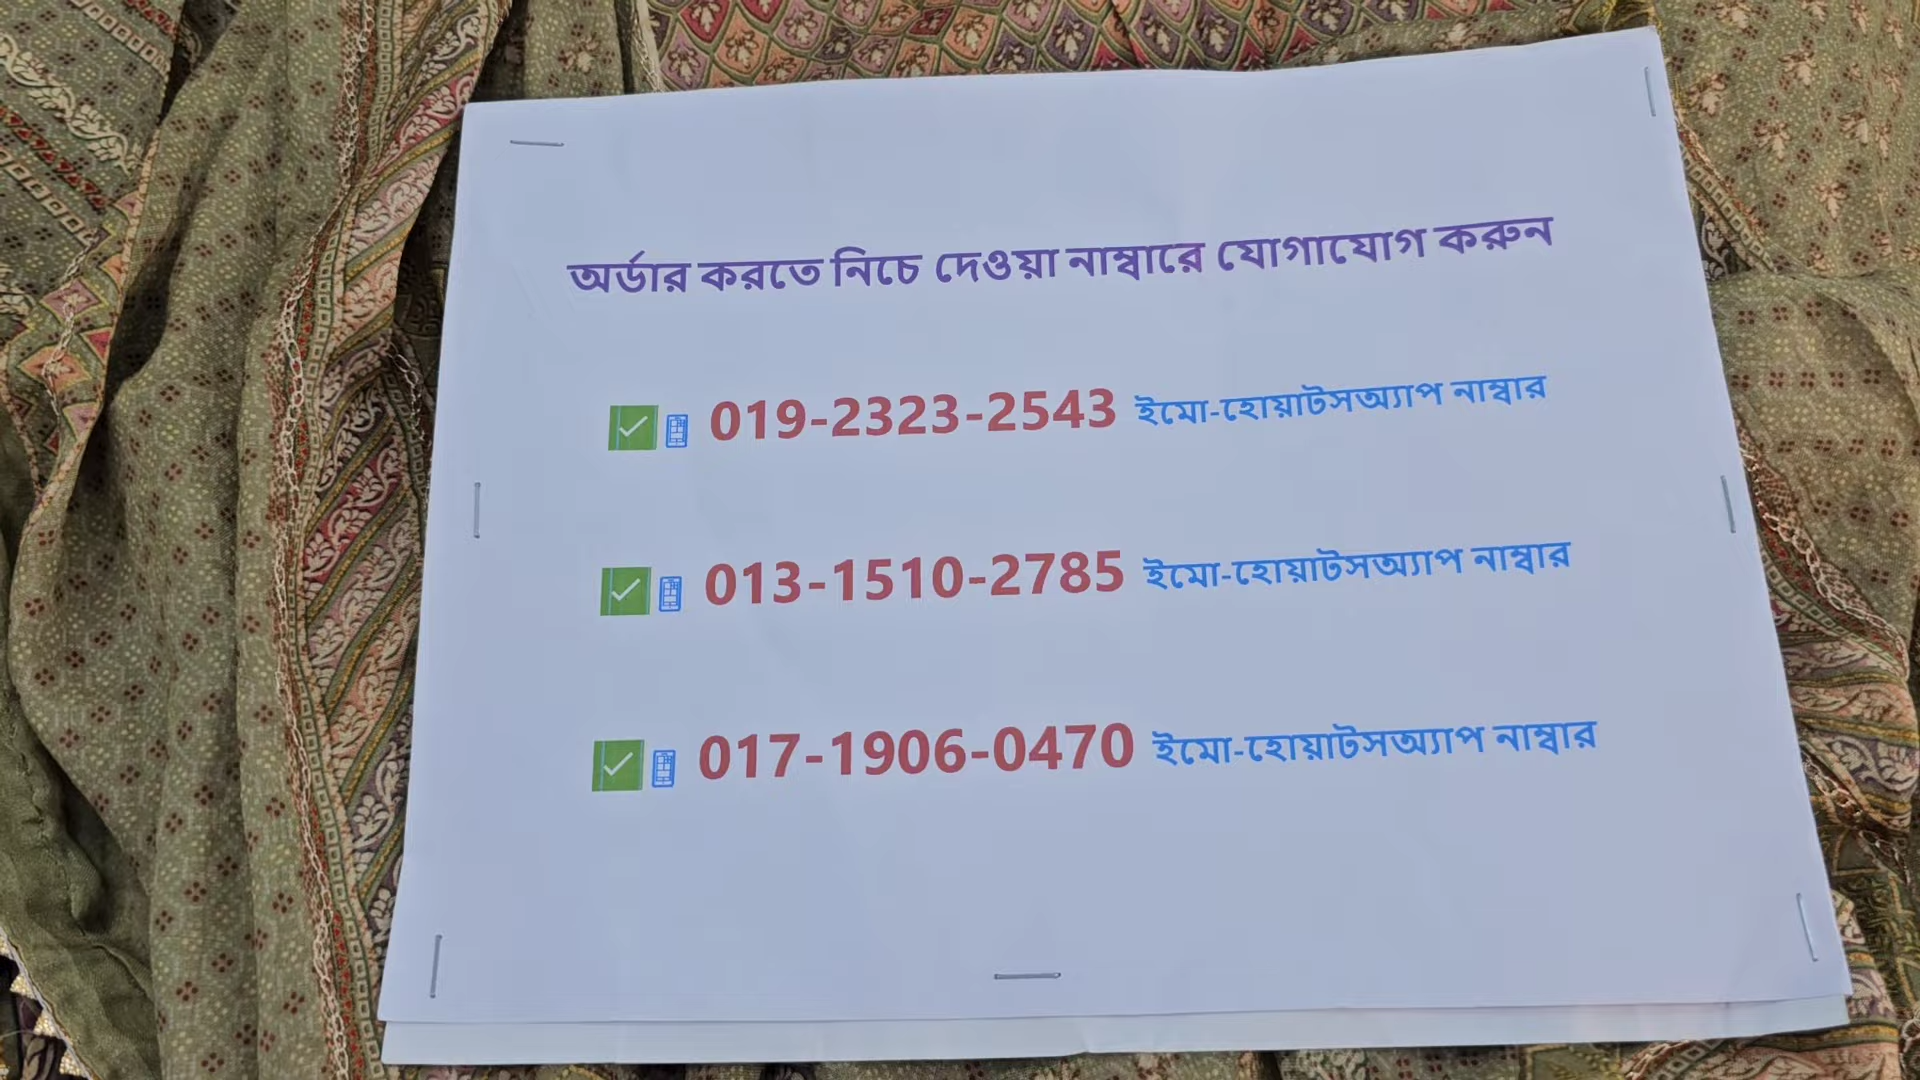 অর্ডার করতে নিচে দেওয়া নাম্বারে যোগাযোগ করুন
019-2323-2543 ইমো-হোয়াটসঅ্যাপ নাম্বার
013-1510-2785 ইমো-হোয়াটসঅ্যাপ নাম্বার
017-1906-0470 ইমো-হোয়াটসঅ্যাপ নাম্বার